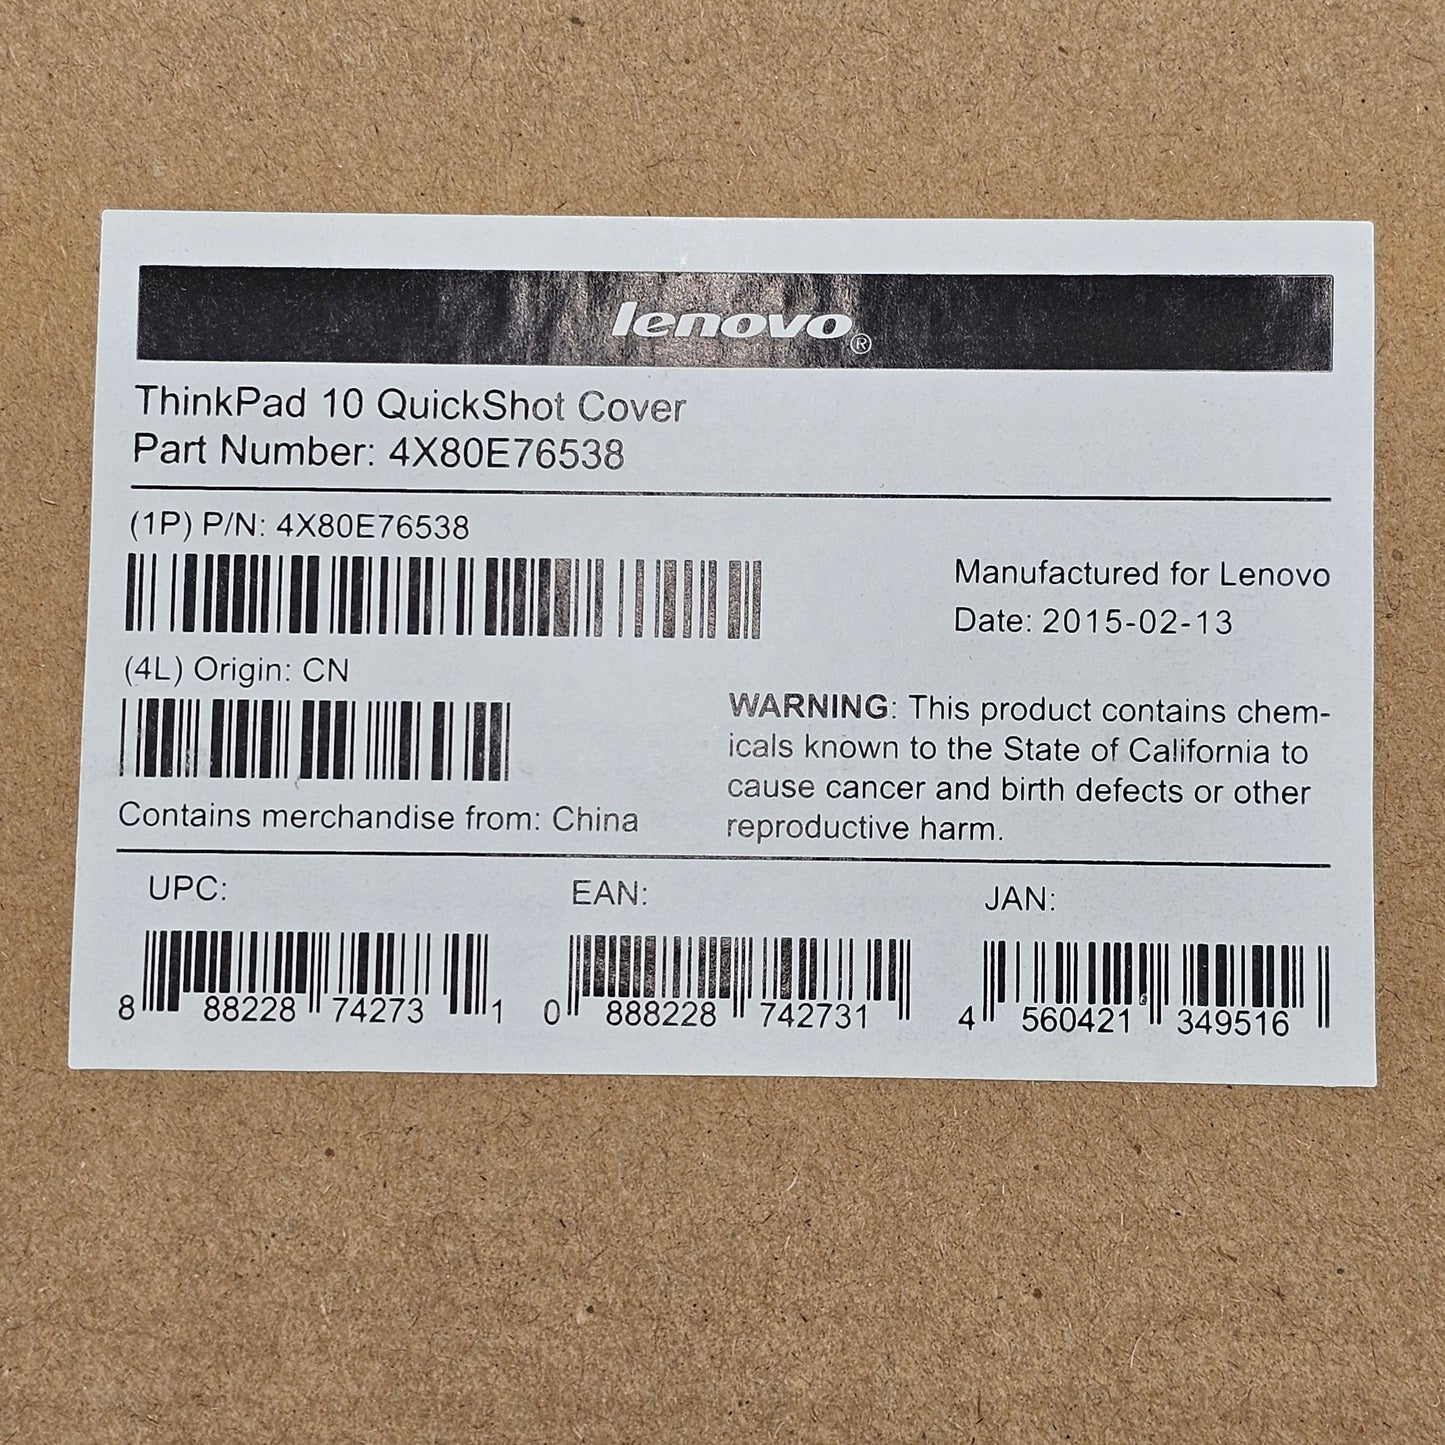 lenovo®
ThinkPad 10 QuickShot Cover
Part Number: 4X80E76538
(1P) P/N: 4X80E76538
(4L) Origin: CN
Contains merchandise from: China
Manufactured for Lenovo
Date: 2015-02-13
WARNING: This product contains chem-
icals known to the State of California to
cause cancer and birth defects or other
reproductive harm.
UPC:
8 88228 74273 1
EAN:
0 888228 742731
JAN:
4 560421 349516